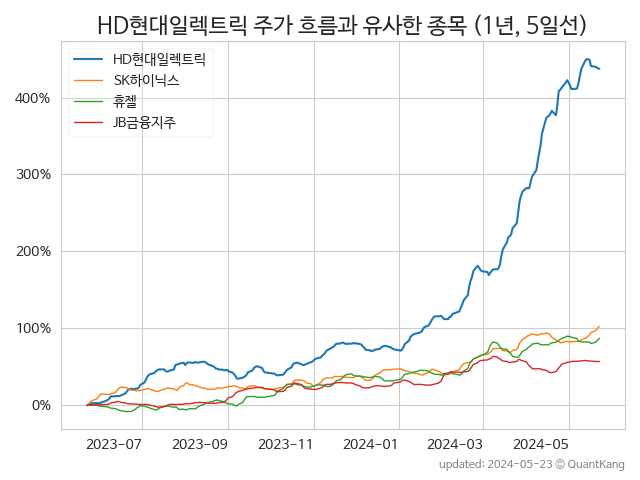 HD현대일렉트릭 주가 흐름과 유사한 종목 (1년, 5일선)
HD현대일렉트릭
SK하이닉스
휴젤
JB금융지주
400%
300%
200%
100%
0%
2023-07 2023-09 2023-11 2024-01 2024-03 2024-05
updated: 2024-05-23 © QuantKang